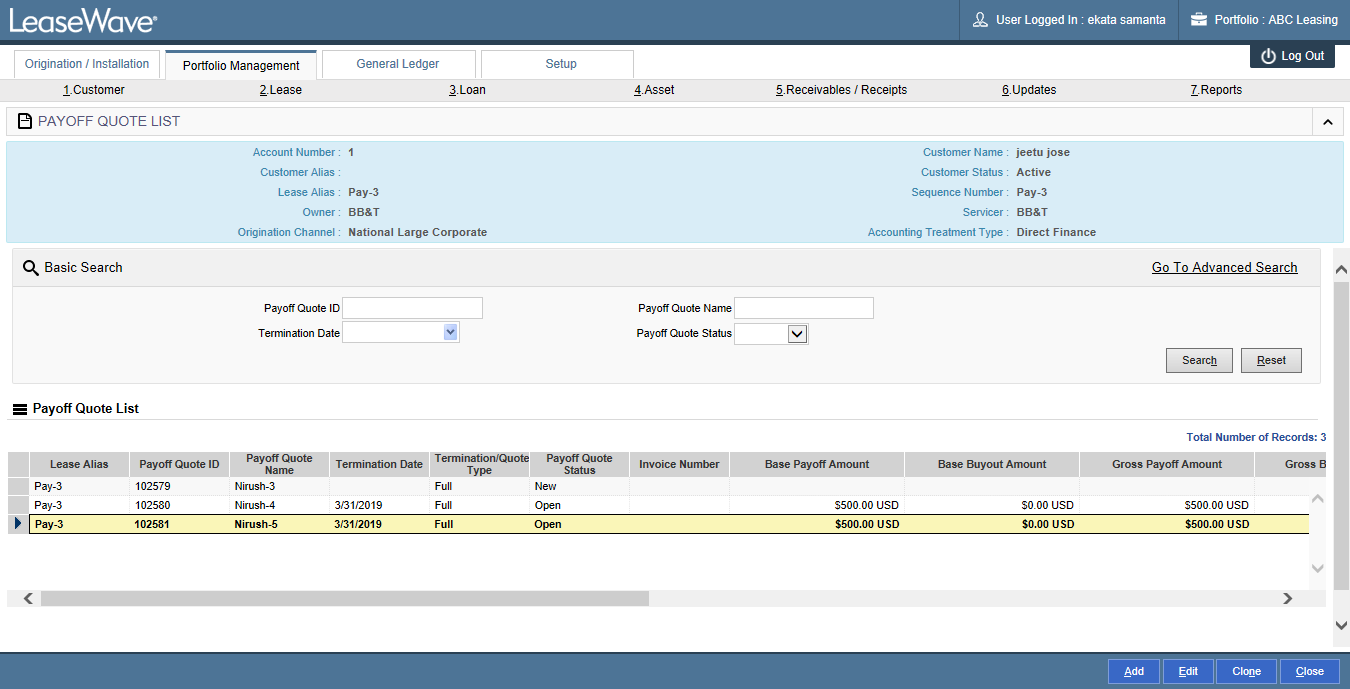 LeaseWave® User Logged In : ekata samanta Portfolio : ABC Leasing
Origination / Installation Portfolio Management General Ledger Setup Log Out
1.Customer 2.Lease 3.Loan 4.Asset 5.Receivables / Receipts 6.Updates 7.Reports
PAYOFF QUOTE LIST
Account Number : 1 Customer Name : jeetu jose
Customer Alias : Customer Status : Active
Lease Alias : Pay-3 Sequence Number : Pay-3
Owner : BB&T Servicer : BB&T
Origination Channel : National Large Corporate Accounting Treatment Type : Direct Finance
Basic Search Go To Advanced Search
Payoff Quote ID Payoff Quote Name
Termination Date Payoff Quote Status
Search Reset
Payoff Quote List
Total Number of Records: 3
Lease Alias Payoff Quote ID Payoff Quote Name Termination Date Termination/Quote Type Payoff Quote Status Invoice Number Base Payoff Amount Base Buyout Amount Gross Payoff Amount Gross B
Pay-3 102579 Nirush-3 Full New
Pay-3 102580 Nirush-4 3/31/2019 Full Open $500.00 USD $0.00 USD $500.00 USD
Pay-3 102581 Nirush-5 3/31/2019 Full Open $500.00 USD $0.00 USD $500.00 USD
Add Edit Clone Close